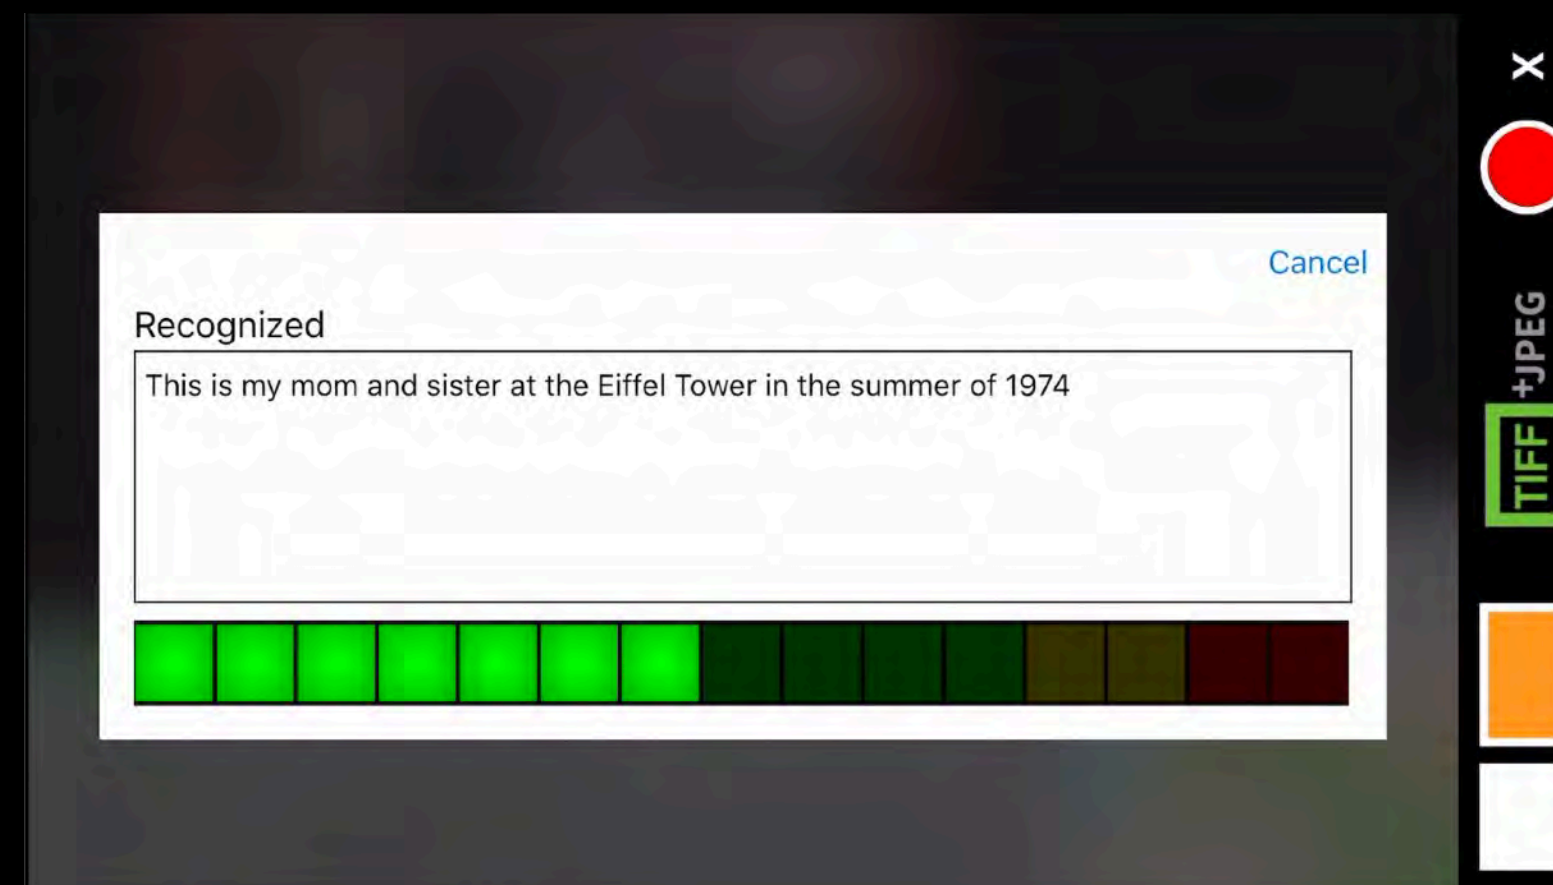 X
Cancel
Recognized
This is my mom and sister at the Eiffel Tower in the summer of 1974
+JPEG
TIFF